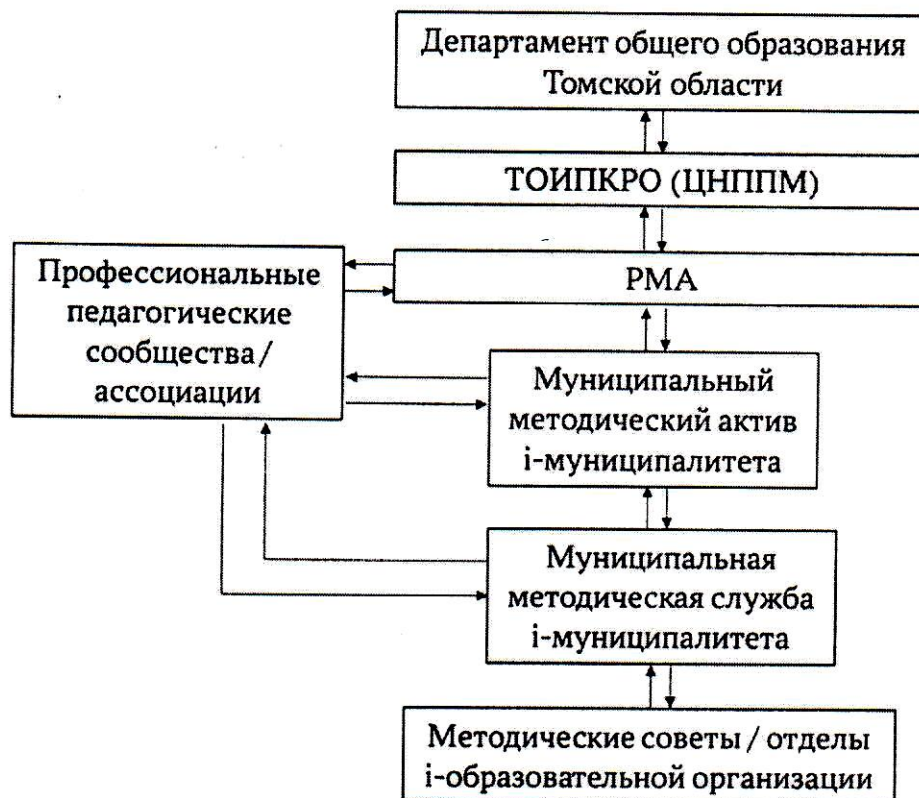 Департамент общего образования
Томской области
ТОИПКРО (ЦНППМ)
РМА
Профессиональные
педагогические
сообщества /
ассоциации
Муниципальный
методический актив
i-муниципалитета
Муниципальная
методическая служба
i-муниципалитета
Методические советы / отделы
i-образовательной организации